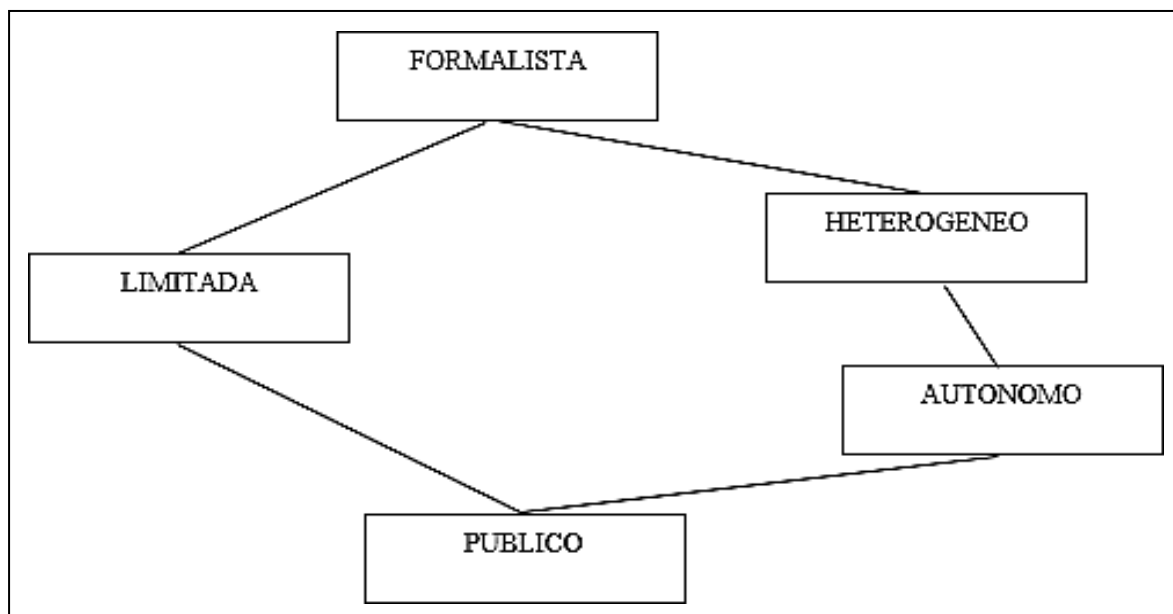 FORMALISTA
HETEROGENEO
LIMITADA
AUTONOMO
PUBLICO